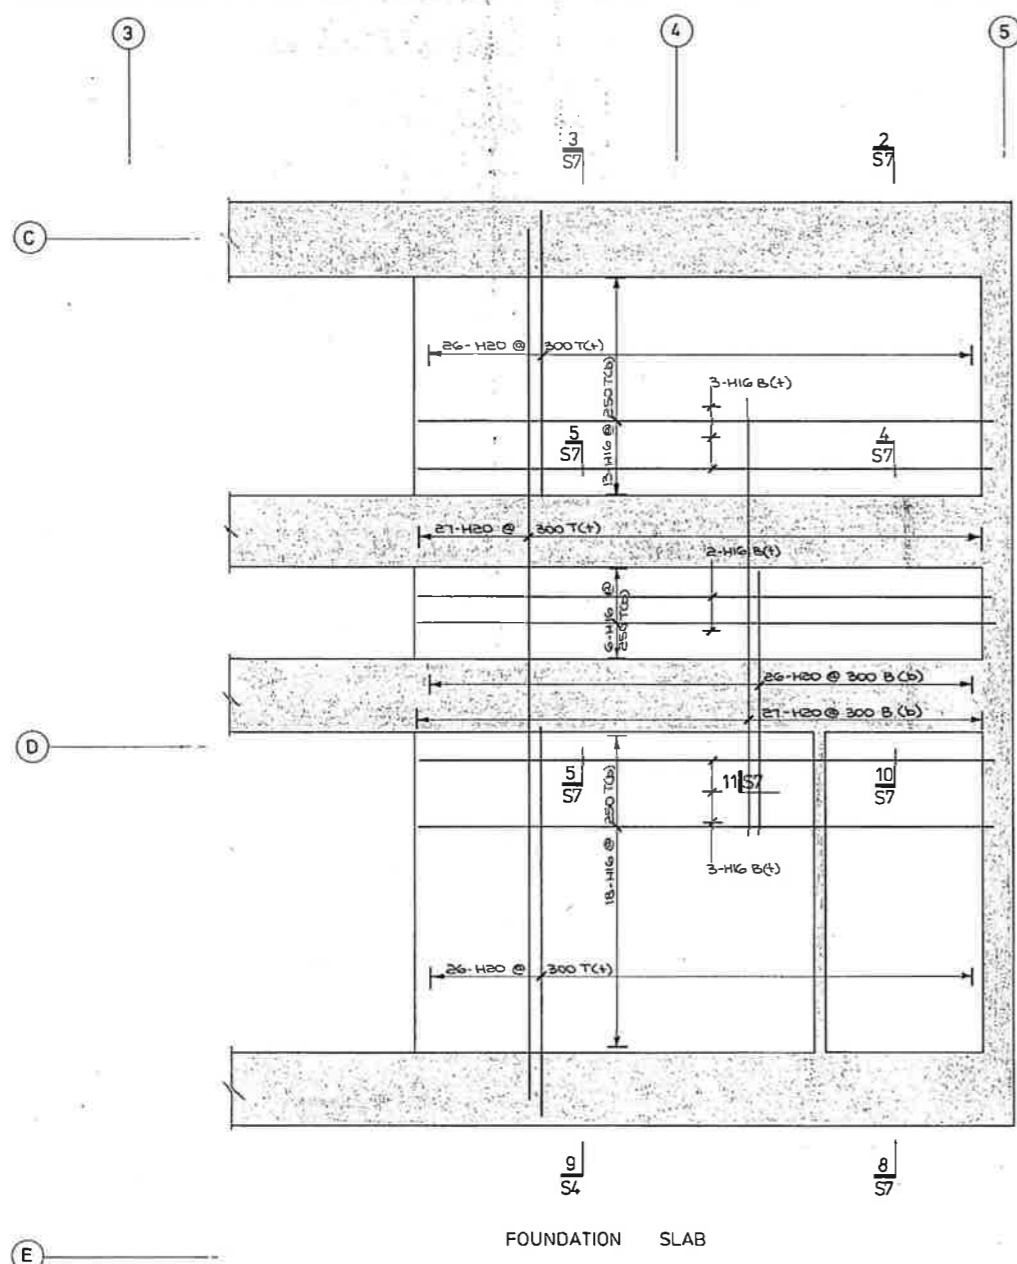 3
4
5
3
S7
2
S7
C
26-H20 @ 300 T(t)
13-H16 @ 250 T(b)
3-H16 B(t)
5
S7
4
S7
27-H20 @ 300 T(t)
2-H16 B(t)
6-H16 @
250 T(b)
26-H20 @ 300 B(b)
27-H20 @ 300 B(b)
D
5
S7
11 S7
10
S7
18-H16 @ 250 T(b)
3-H16 B(t)
26-H20 @ 300 T(t)
9
S4
8
S7
FOUNDATION SLAB
E